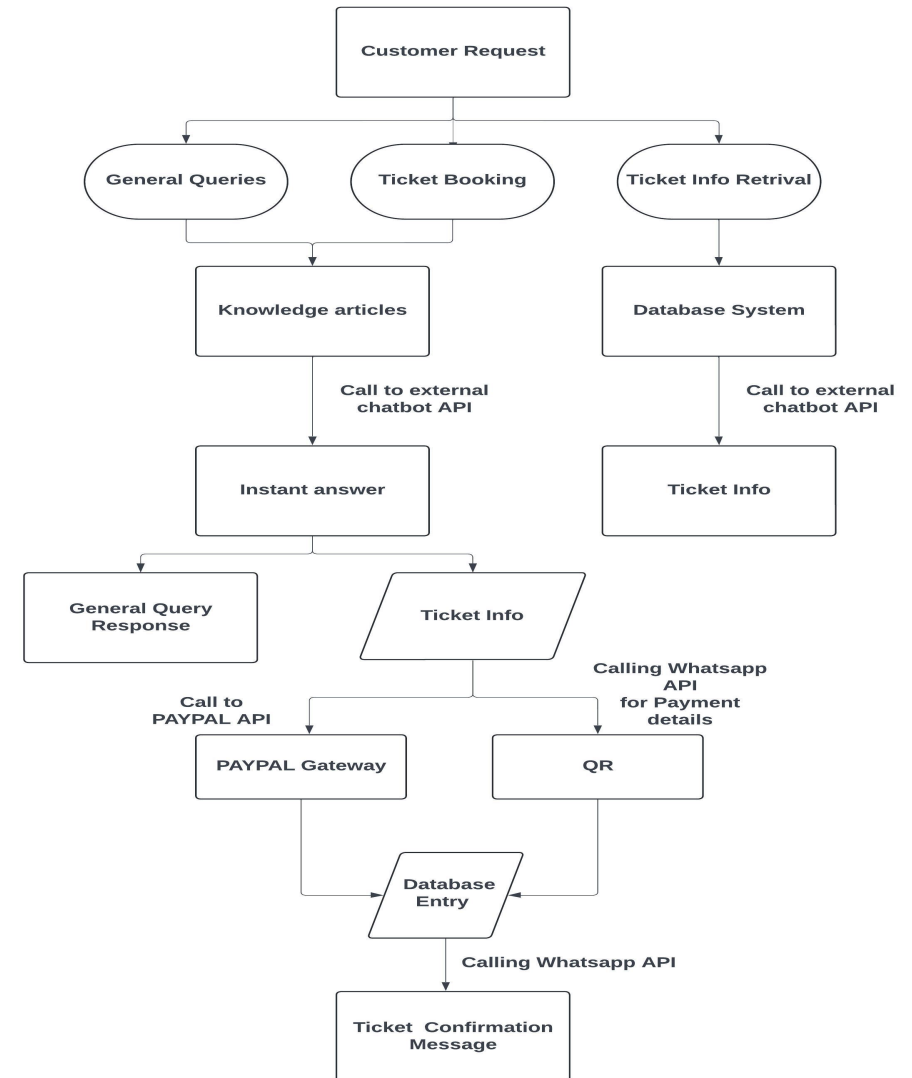 Customer Request
General Queries
Ticket Booking
Ticket Info Retrival
Knowledge articles
Database System
Call to external
chatbot API
Call to external
chatbot API
Instant answer
Ticket Info
General Query
Response
Ticket Info
Calling Whatsapp
API
for Payment
details
Call to
PAYPAL API
PAYPAL Gateway
QR
Database
Entry
Calling Whatsapp API
Ticket  Confirmation
Message